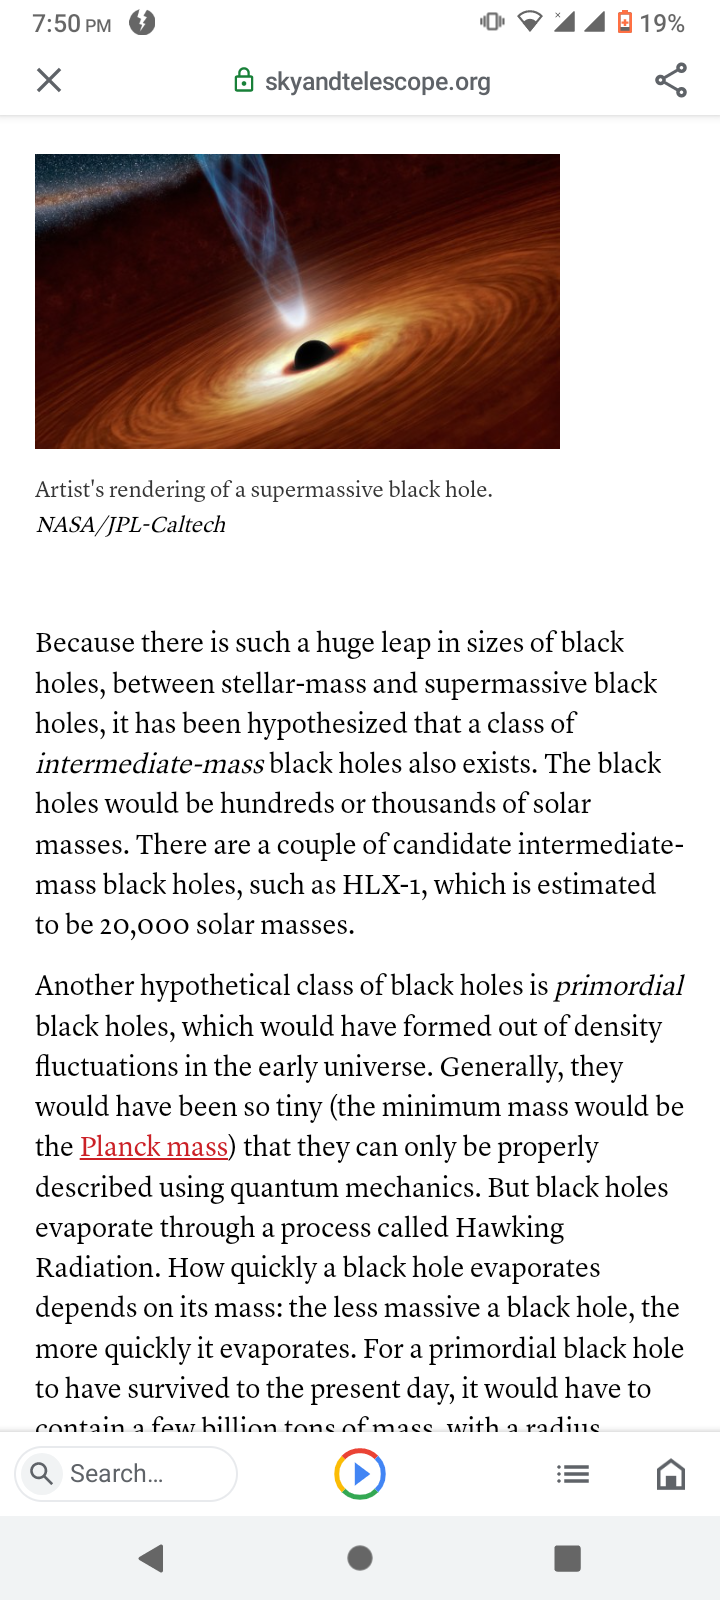 7:50 PM
19%
skyandtelescope.org
Artist's rendering of a supermassive black hole.
NASA/JPL-Caltech
Because there is such a huge leap in sizes of black
holes, between stellar-mass and supermassive black
holes, it has been hypothesized that a class of
intermediate-mass black holes also exists. The black
holes would be hundreds or thousands of solar
masses. There are a couple of candidate intermediate-
mass black holes, such as HLX-1, which is estimated
to be 20,000 solar masses.
Another hypothetical class of black holes is primordial
black holes, which would have formed out of density
fluctuations in the early universe. Generally, they
would have been so tiny (the minimum mass would be
the Planck mass) that they can only be properly
described using quantum mechanics. But black holes
evaporate through a process called Hawking
Radiation. How quickly a black hole evaporates
depends on its mass: the less massive a black hole, the
more quickly it evaporates. For a primordial black hole
to have survived to the present day, it would have to
contain a few billion tons of mass, with a radius
Search...